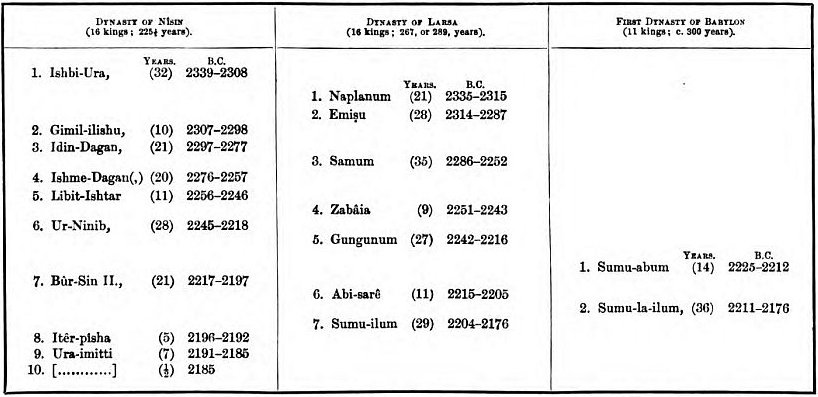 DYNASTY OF NÎSIN
(16 kings; 225½ years).
YEARS. B.C.
1. Ishbi-Ura, (32) 2339–2308
2. Gimil-ilishu, (10) 2307–2298
3. Idin-Dagan, (21) 2297–2277
4. Ishme-Dagan(,) (20) 2276–2257
5. Libit-Ishtar (11) 2256–2246
6. Ur-Ninib, (28) 2245–2218
7. Bûr-Sin II., (21) 2217–2197
8. Itêr-pîsha (5) 2196–2192
9. Ura-imitti (7) 2191–2185
10. [............] (½) 2185
DYNASTY OF LARSA
(16 kings; 267, or 289, years).
YEARS. B.C.
1. Naplanum (21) 2335–2315
2. Emiṣu (28) 2314–2287
3. Samum (35) 2286–2252
4. Zabâia (9) 2251–2243
5. Gungunum (27) 2242–2216
6. Abi-sarê (11) 2215–2205
7. Sumu-ilum (29) 2204–2176
FIRST DYNASTY OF BABYLON
(11 kings; c. 300 years).
YEARS. B.C.
1. Sumu-abum (14) 2225–2212
2. Sumu-la-ilum, (36) 2211–2176